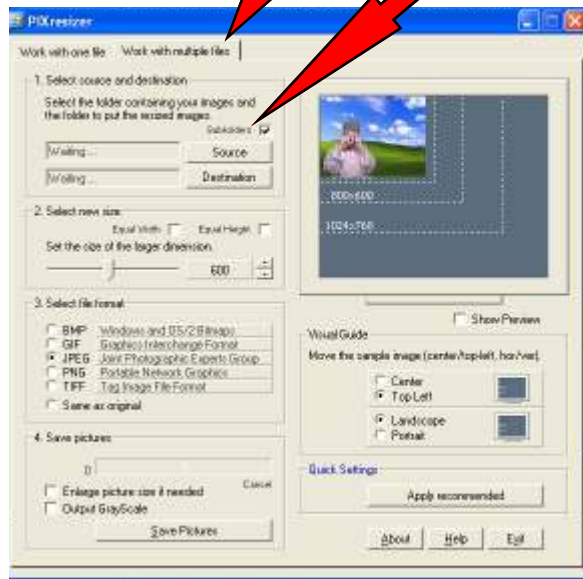 PIXresizer
Work with one file Work with multiple files
1. Select source and destination
Select the folder containing your images and
the folder to put the resized images.
Subfolders
Waiting... Source
Waiting... Destination
2. Select new size
Equal Width Equal Height
Set the size of the larger dimension.
600
3. Select file format
BMP Windows and OS/2 Bitmaps
GIF Graphics Interchange Format
JPEG Joint Photographic Experts Group
PNG Portable Network Graphics
TIFF Tag Image File Format
Same as original
4. Save pictures
0
Cancel
Enlarge picture size if needed
Output GrayScale
Save Pictures
800x600
1024x768
Show Preview
Visual Guide
Move the sample image (center/top-left, hor/ver).
Center
Top Left
Landscape
Portrait
Quick Settings
Apply recommended
About Help Exit